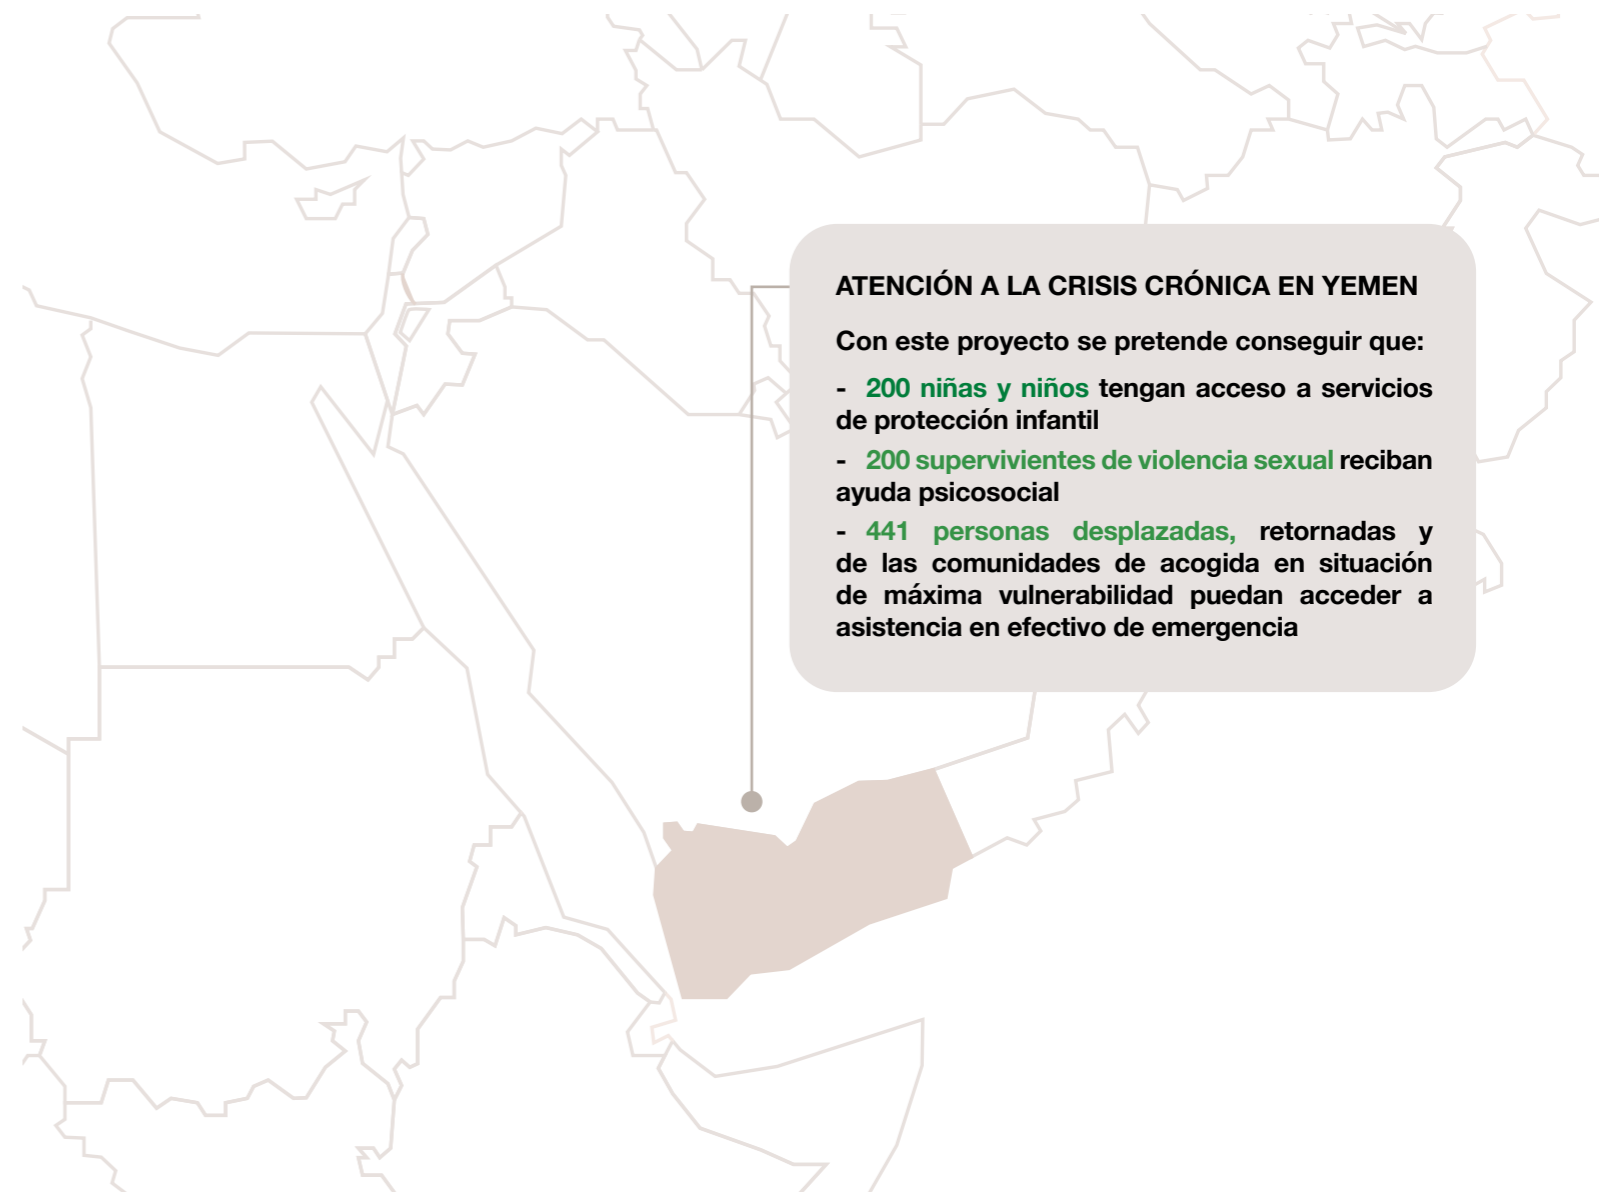 ATENCIÓN A LA CRISIS CRÓNICA EN YEMEN
Con este proyecto se pretende conseguir que:
- 200 niñas y niños tengan acceso a servicios
de protección infantil
- 200 supervivientes de violencia sexual reciban
ayuda psicosocial
- 441 personas desplazadas, retornadas y
de las comunidades de acogida en situación
de máxima vulnerabilidad puedan acceder a
asistencia en efectivo de emergencia